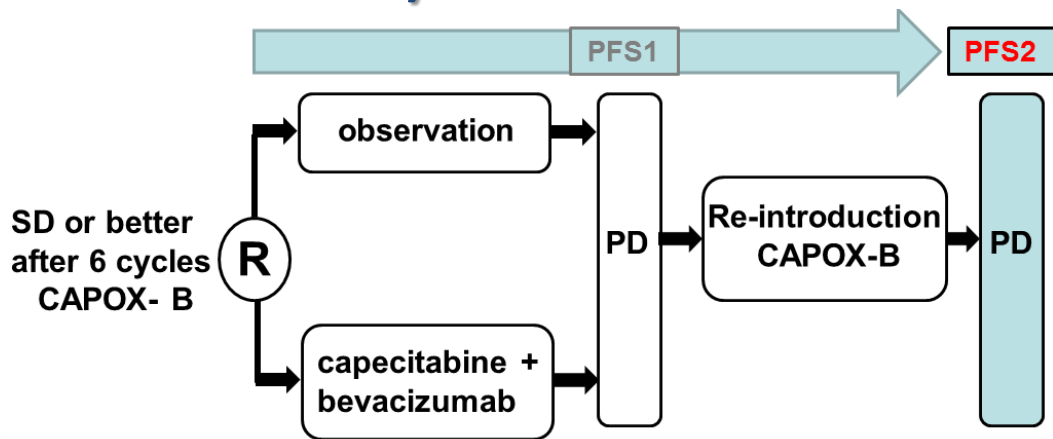 PFS1
PFS2
observation
SD or better
after 6 cycles
CAPOX- B
R
PD
Re-introduction
CAPOX-B
PD
capecitabine +
bevacizumab